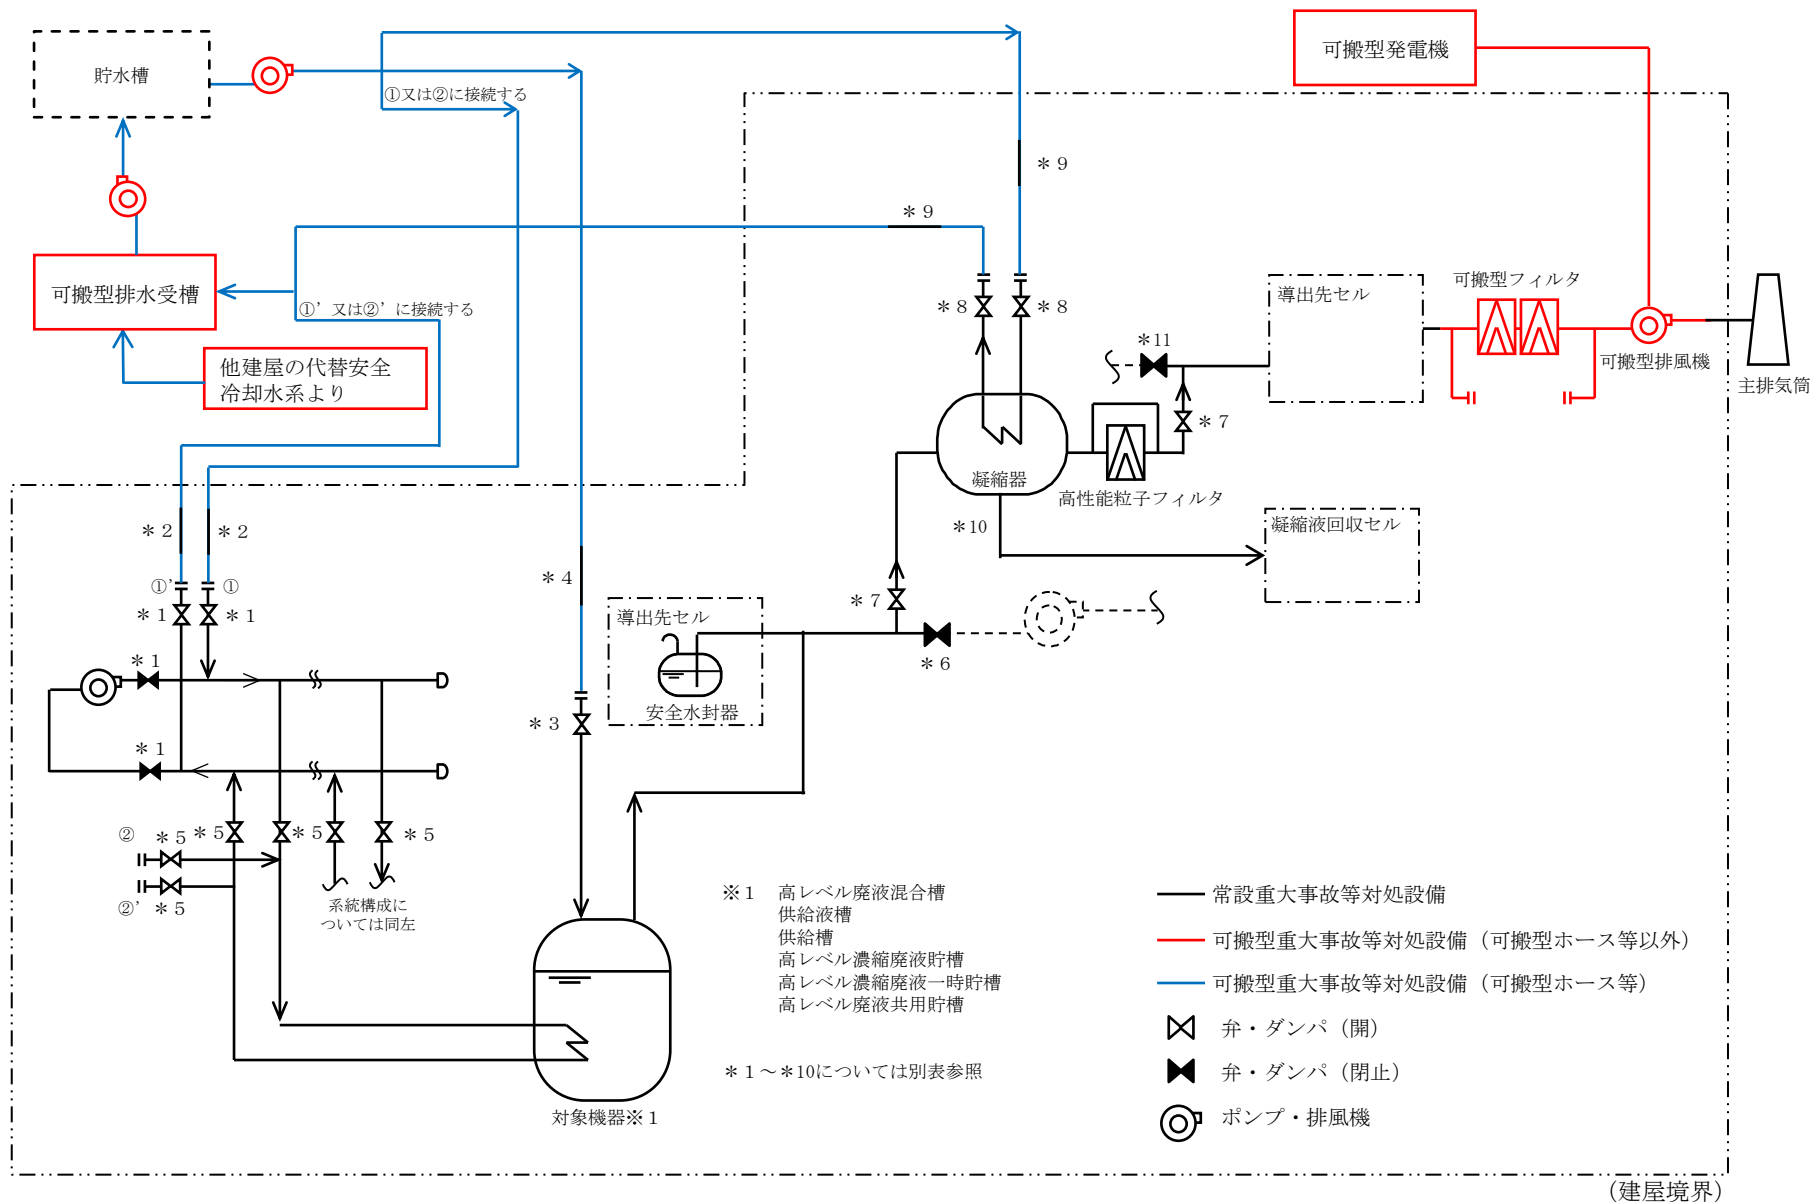 可搬型発電機
貯水槽
①又は②に接続する
＊９
＊９
可搬型排水受槽
①’又は②’に接続する
導出先セル
可搬型フィルタ
＊８
＊８
＊11
可搬型排風機
主排気筒
他建屋の代替安全
冷却水系より
＊７
凝縮器
高性能粒子フィルタ
＊10
凝縮液回収セル
＊２
＊２
＊４
①’
①
＊１
＊１
＊７
導出先セル
＊６
＊１
安全水封器
＊３
＊１
②
＊５
＊５
＊５
＊５
②’
＊５
系統構成に
ついては同左
※１
高レベル廃液混合槽
供給液槽
供給槽
高レベル濃縮廃液貯槽
高レベル濃縮廃液一時貯槽
高レベル廃液共用貯槽
＊１～＊10については別表参照
対象機器※１
常設重大事故等対処設備
可搬型重大事故等対処設備（可搬型ホース等以外）
可搬型重大事故等対処設備（可搬型ホース等）
弁・ダンパ（開）
弁・ダンパ（閉止）
ポンプ・排風機
（建屋境界）